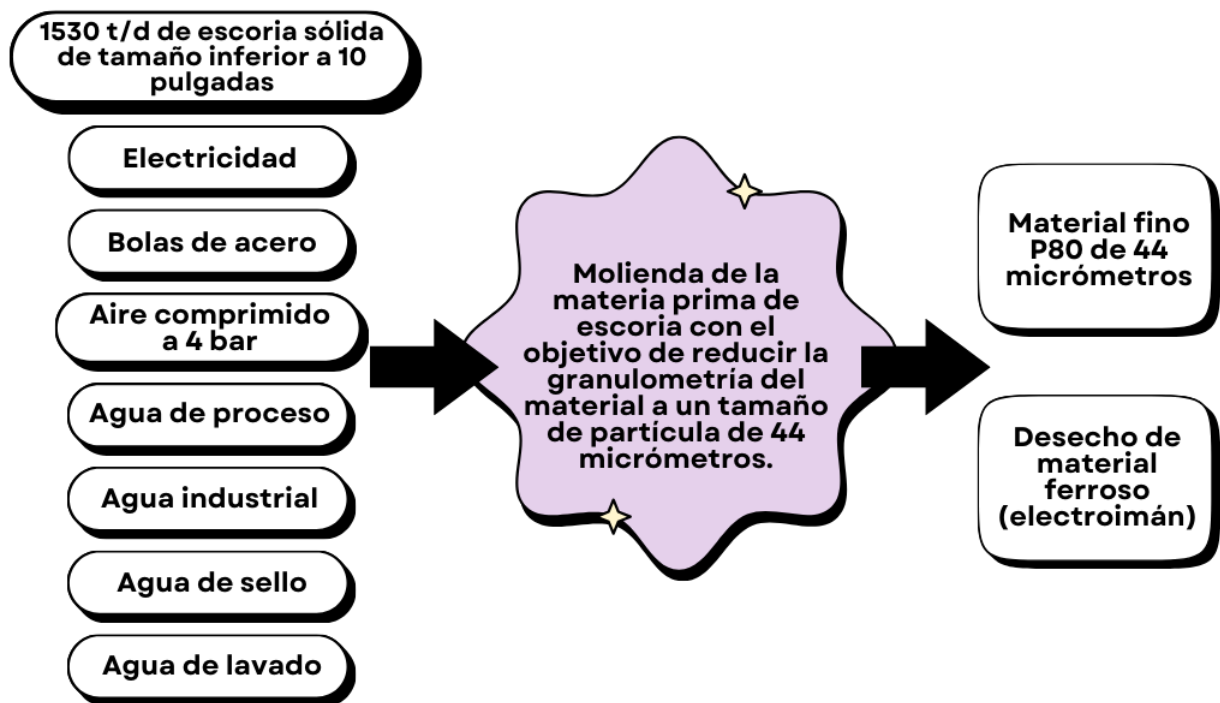 1530 t/d de escoria sólida
de tamaño inferior a 10
pulgadas
Electricidad
Bolas de acero
Aire comprimido
a 4 bar
Agua de proceso
Agua industrial
Agua de sello
Agua de lavado
Molienda de la
materia prima de
escoria con el
objetivo de reducir la
granulometría del
material a un tamaño
de partícula de 44
micrómetros.
Material fino
P80 de 44
micrómetros
Desecho de
material
ferroso
(electroimán)